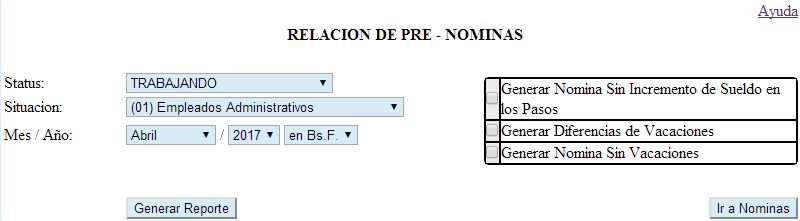 Ayuda
RELACION DE PRE - NOMINAS
Status: TRABAJANDO
Situacion: (01) Empleados Administrativos
Mes / Año: Abril / 2017 en Bs.F.
Generar Nomina Sin Incremento de Sueldo en
los Pasos
Generar Diferencias de Vacaciones
Generar Nomina Sin Vacaciones
Generar Reporte
Ir a Nominas